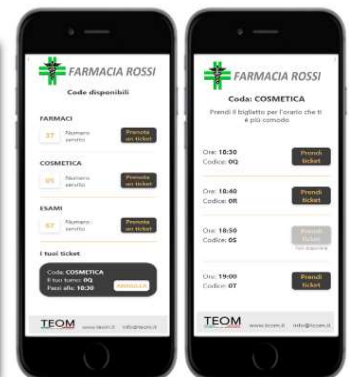 FARMACIA ROSSI
Code disponibili
FARMACI
Numero servito
Prenota un ticket
COSMETICA
Numero servito
Prenota un ticket
ESAMI
Numero servito
Prenota un ticket
I tuoi ticket
Coda: COSMETICA
Il tuo turno: 0Q
Passi alle: 18:30
ANNULLA
TEOM www.teom.it info@teom.it
FARMACIA ROSSI
Coda: COSMETICA
Prendi il biglietto per l'orario che ti
è più comodo
Ore: 18:30
Codice: 0Q
Prendi ticket
Ore: 18:40
Codice: 0R
Prendi ticket
Ore: 18:50
Codice: 0S
Prendi ticket
Non disponibile
Ore: 19:00
Codice: 0T
Prendi ticket
TEOM www.teom.it info@teom.it